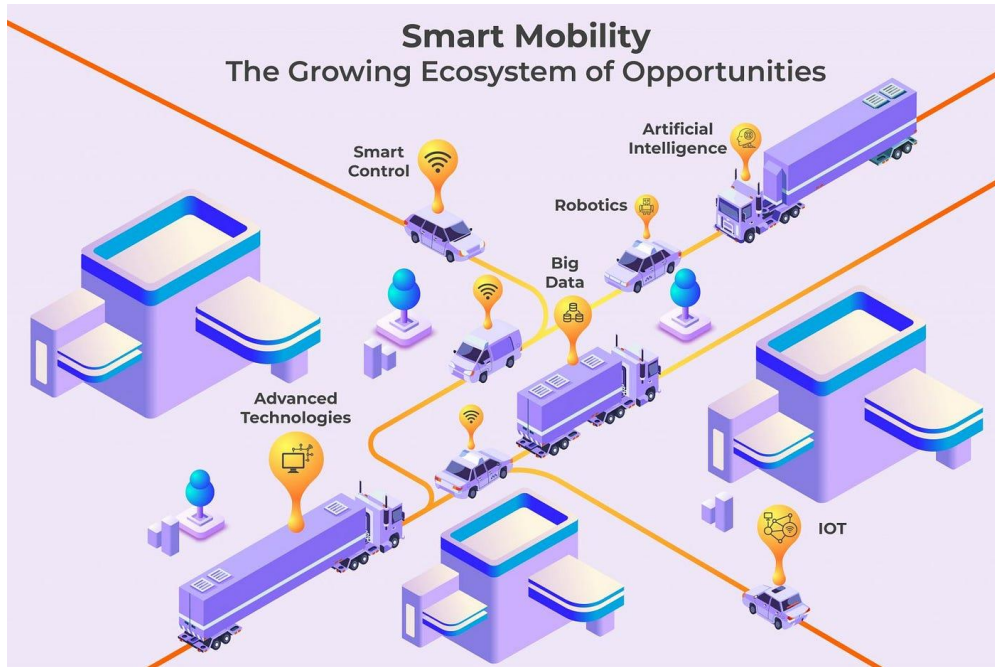 Smart Mobility
The Growing Ecosystem of Opportunities
Artificial
Intelligence
Smart
Control
Robotics
Big
Data
Advanced
Technologies
IOT